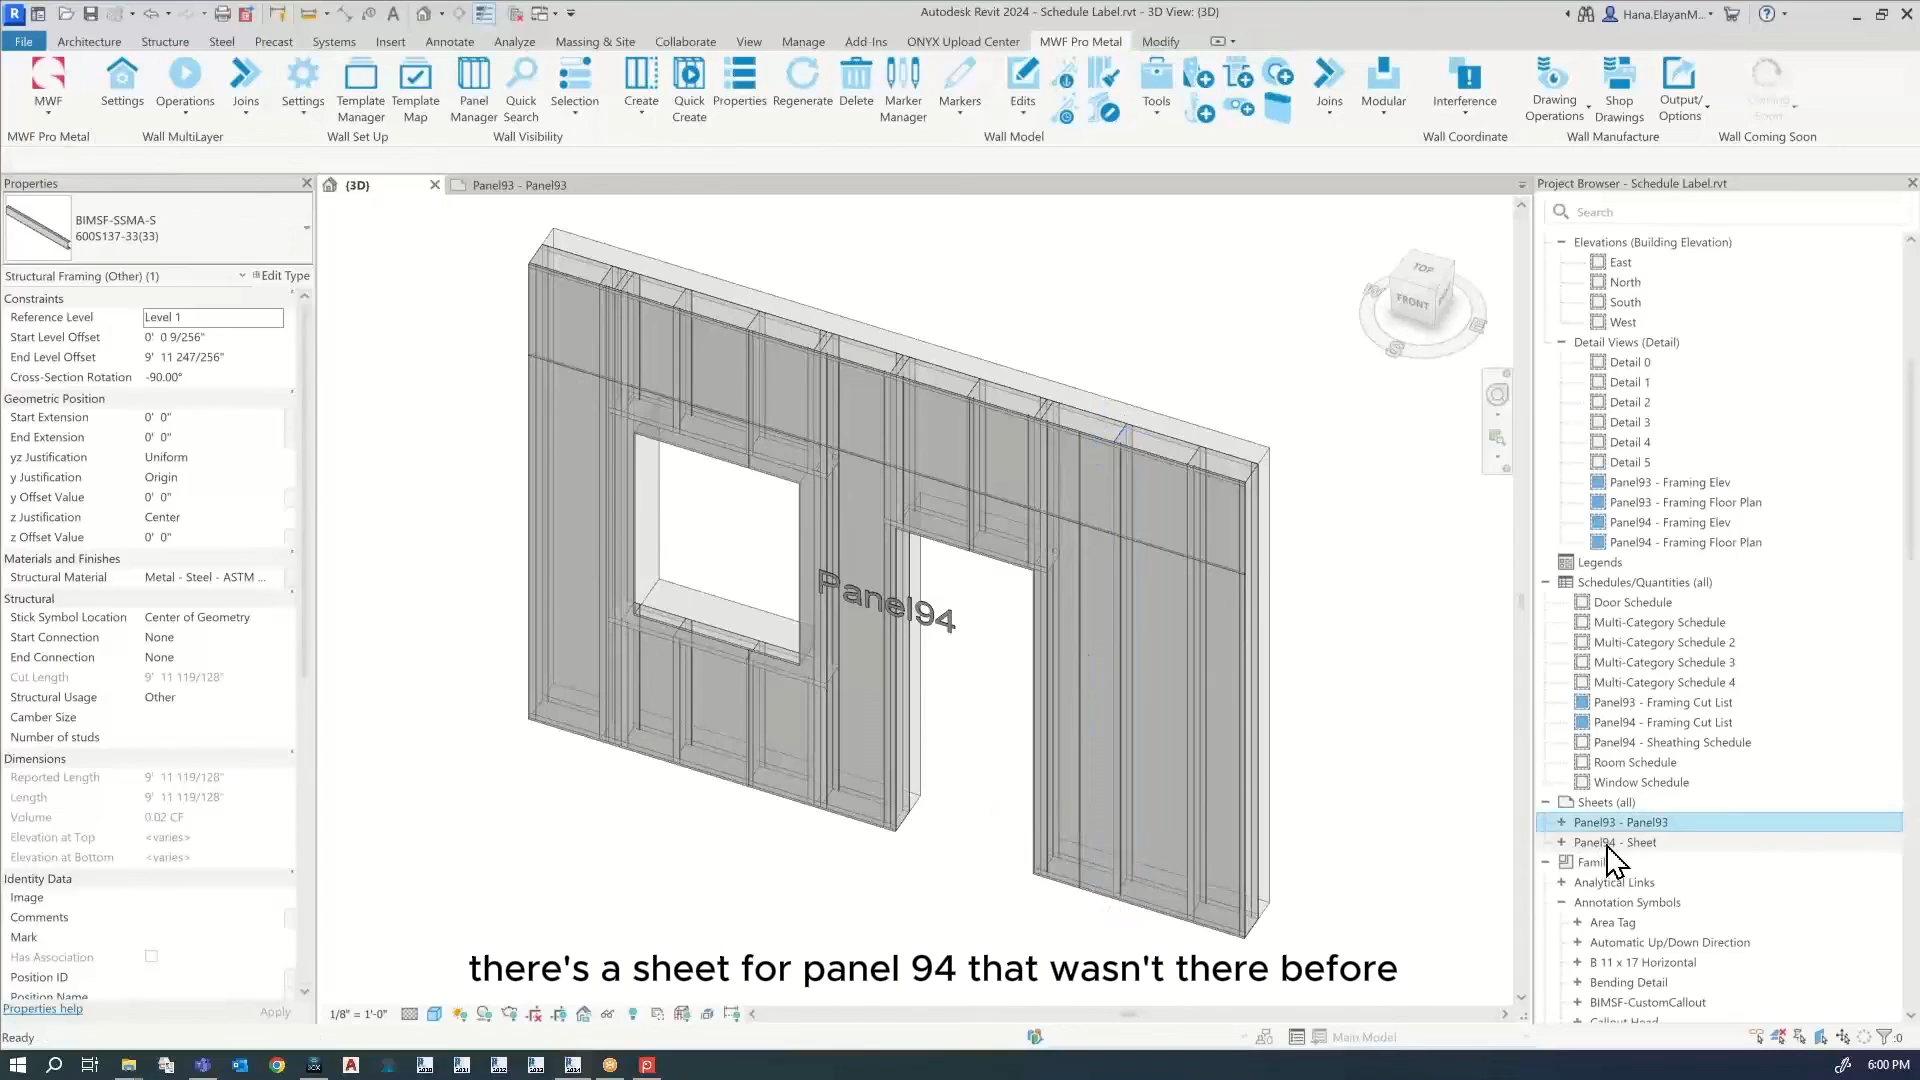 Autodesk Revit 2024 - Schedule Label.rvt - 3D View: {3D}
Hana.ElayanM...
File Architecture Structure Steel Precast Systems Insert Annotate Analyze Massing & Site Collaborate View Manage Add-Ins ONYX Upload Center MWF Pro Metal Modify
MWF Settings Operations Joins Settings Template Manager Template Map Panel Manager Quick Search Selection Create Quick Create Properties Regenerate Delete Marker Manager Markers Edits Tools Joins Modular Interference Drawing Operations Shop Drawings Output/ Options Coming Soon
MWF Pro Metal Wall MultiLayer Wall Set Up Wall Visibility Wall Model Wall Coordinate Wall Manufacture Wall Coming Soon
Properties
BIMSF-SSMA-S
600S137-33(33)
Structural Framing (Other) (1) Edit Type
Constraints
Reference Level Level 1
Start Level Offset 0' 0 9/256"
End Level Offset 9' 11 247/256"
Cross-Section Rotation -90.00°
Geometric Position
Start Extension 0' 0"
End Extension 0' 0"
yz Justification Uniform
y Justification Origin
y Offset Value 0' 0"
z Justification Center
z Offset Value 0' 0"
Materials and Finishes
Structural Material Metal - Steel - ASTM ...
Structural
Stick Symbol Location Center of Geometry
Start Connection None
End Connection None
Cut Length 9' 11 119/128"
Structural Usage Other
Camber Size
Number of studs
Dimensions
Reported Length 9' 11 119/128"
Length 9' 11 119/128"
Volume 0.02 CF
Elevation at Top <varies>
Elevation at Bottom <varies>
Identity Data
Image
Comments
Mark
Has Association
Position ID
Position Name
Properties help Apply
{3D} Panel93 - Panel93
TOP
FRONT
W
E
S
Panel94
there's a sheet for panel 94 that wasn't there before
1/8" = 1'-0"
Project Browser - Schedule Label.rvt
Search
Elevations (Building Elevation)
East
North
South
West
Detail Views (Detail)
Detail 0
Detail 1
Detail 2
Detail 3
Detail 4
Detail 5
Panel93 - Framing Elev
Panel93 - Framing Floor Plan
Panel94 - Framing Elev
Panel94 - Framing Floor Plan
Legends
Schedules/Quantities (all)
Door Schedule
Multi-Category Schedule
Multi-Category Schedule 2
Multi-Category Schedule 3
Multi-Category Schedule 4
Panel93 - Framing Cut List
Panel94 - Framing Cut List
Panel94 - Sheathing Schedule
Room Schedule
Window Schedule
Sheets (all)
Panel93 - Panel93
Panel94 - Sheet
Fami
Analytical Links
Annotation Symbols
Area Tag
Automatic Up/Down Direction
B 11 x 17 Horizontal
Bending Detail
BIMSF-CustomCallout
Callout Head
Ready
Main Model
:0
6:00 PM